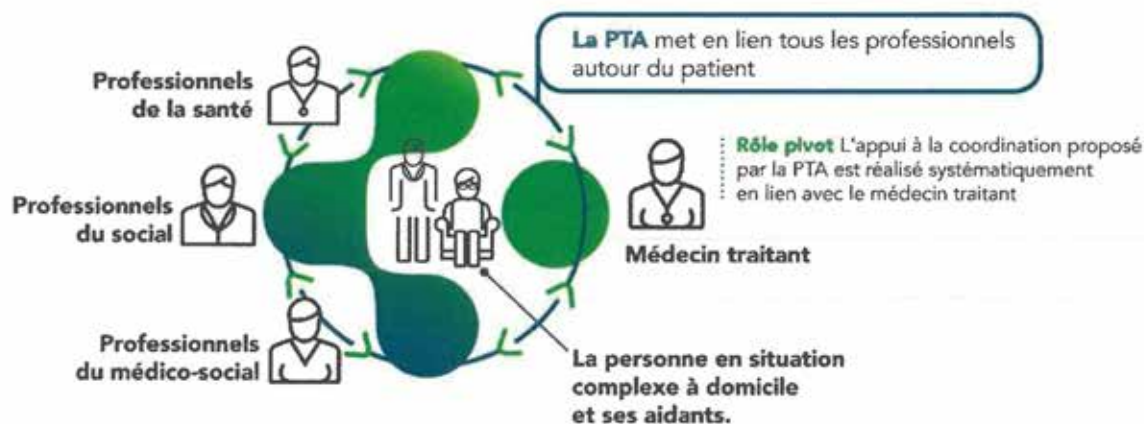 La PTA met en lien tous les professionnels
autour du patient
Professionnels
de la santé
Rôle pivot L'appui à la coordination proposé
par la PTA est réalisé systématiquement
en lien avec le médecin traitant
Professionnels
du social
Médecin traitant
Professionnels
du médico-social
La personne en situation
complexe à domicile
et ses aidants.